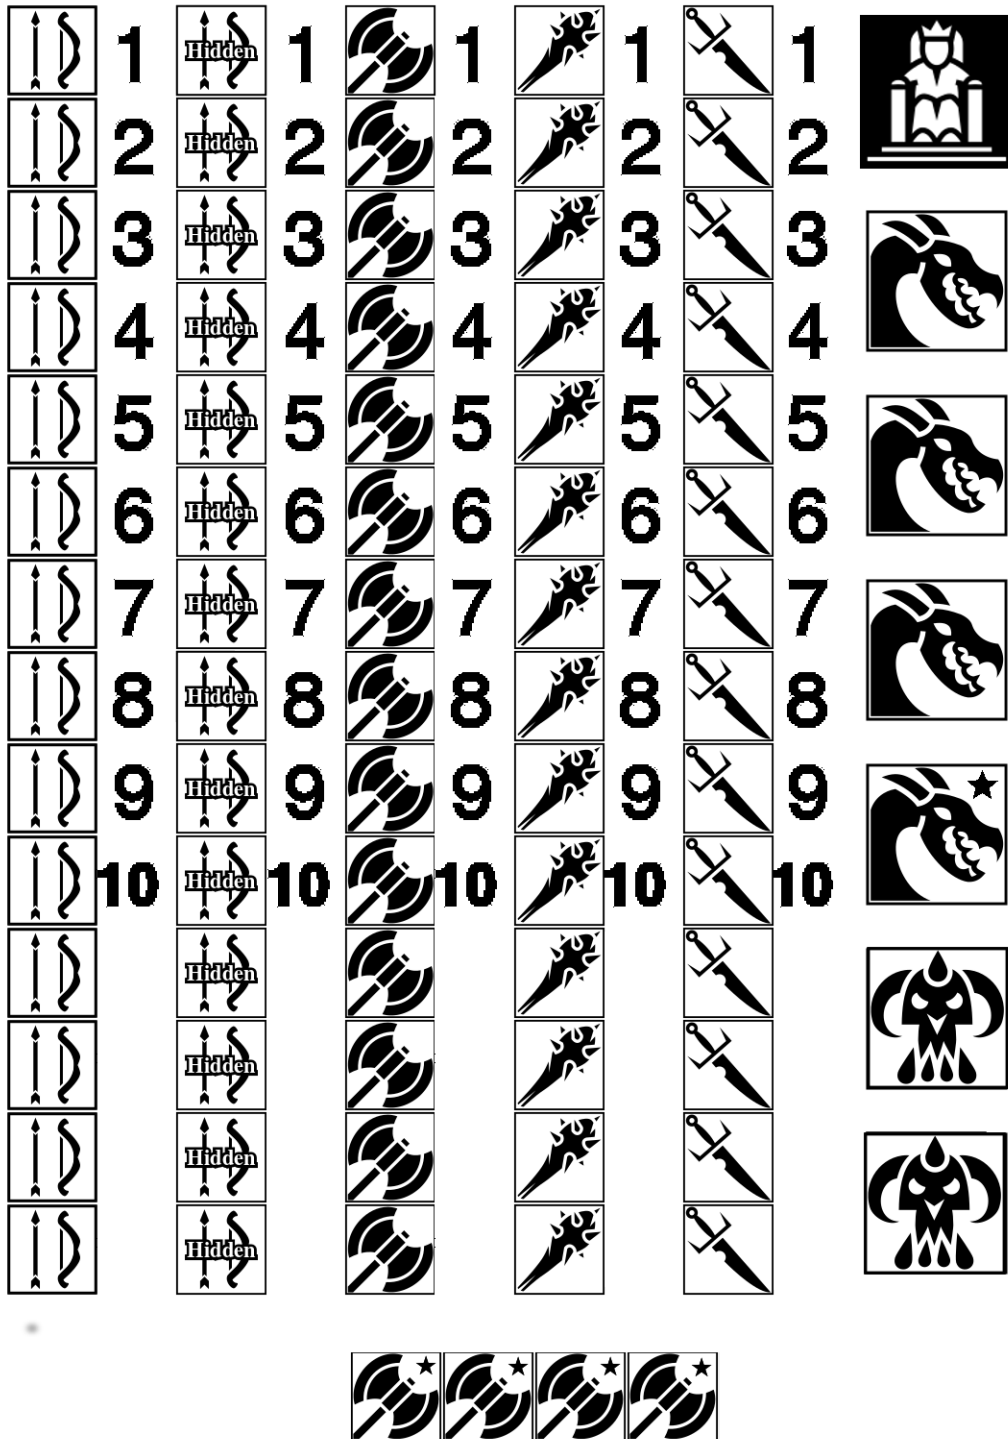 1 Hidden 1 1 1 1
2 Hidden 2 2 2 2
3 Hidden 3 3 3 3
4 Hidden 4 4 4 4
5 Hidden 5 5 5 5
6 Hidden 6 6 6 6
7 Hidden 7 7 7 7
8 Hidden 8 8 8 8
9 Hidden 9 9 9 9
10 Hidden 10 10 10 10
Hidden
Hidden
Hidden
Hidden